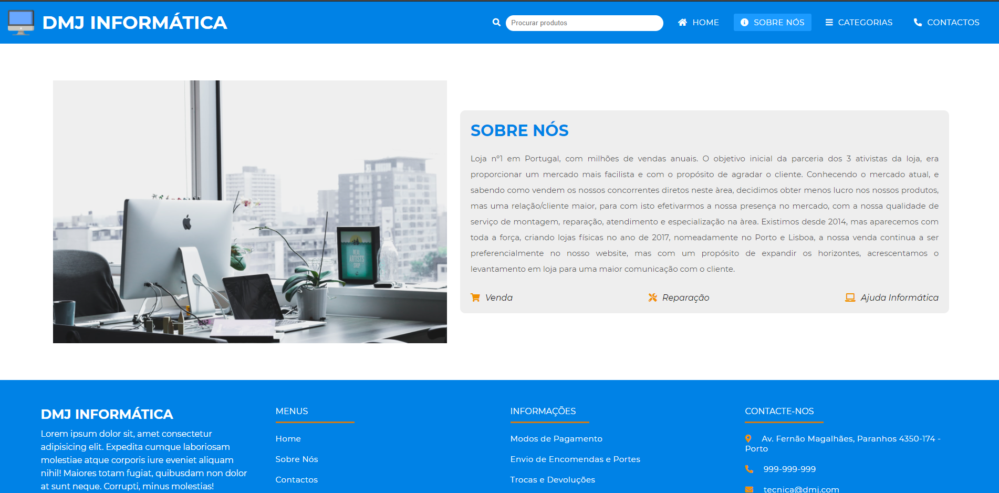 DMJ INFORMÁTICA
Procurar produtos
HOME
SOBRE NÓS
CATEGORIAS
CONTACTOS
SOBRE NÓS
Loja nº1 em Portugal, com milhões de vendas anuais. O objetivo inicial da parceria dos 3 ativistas da loja, era
proporcionar um mercado mais facilista e com o propósito de agradar o cliente. Conhecendo o mercado atual, e
sabendo como vendem os nossos concorrentes diretos neste àrea, decidimos obter menos lucro nos nossos produtos,
mas uma relação/cliente maior, para com isto efetivarmos a nossa presença no mercado, com a nossa qualidade de
serviço de montagem, reparação, atendimento e especialização na àrea. Existimos desde 2014, mas aparecemos com
toda a força, criando lojas físicas no ano de 2017, nomeadamente no Porto e Lisboa, a nossa venda continua a ser
preferencialmente no nosso website, mas com um propósito de expandir os horizontes, acrescentamos o
levantamento em loja para uma maior comunicação com o cliente.
Venda
Reparação
Ajuda Informática
REAL
ARTISTS
SHIP
DMJ INFORMÁTICA
Lorem ipsum dolor sit, amet consectetur
adipisicing elit. Expedita cumque laboriosam
molestiae atque corporis iure eveniet aliquam
nihil! Maiores totam fugiat, quibusdam non dolor
at sunt neque. Corrupti, minus molestias!
MENUS
Home
Sobre Nós
Contactos
INFORMAÇÕES
Modos de Pagamento
Envio de Encomendas e Portes
Trocas e Devoluções
CONTACTE-NOS
Av. Fernão Magalhães, Paranhos 4350-174 -
Porto
999-999-999
tecnica@dmj.com